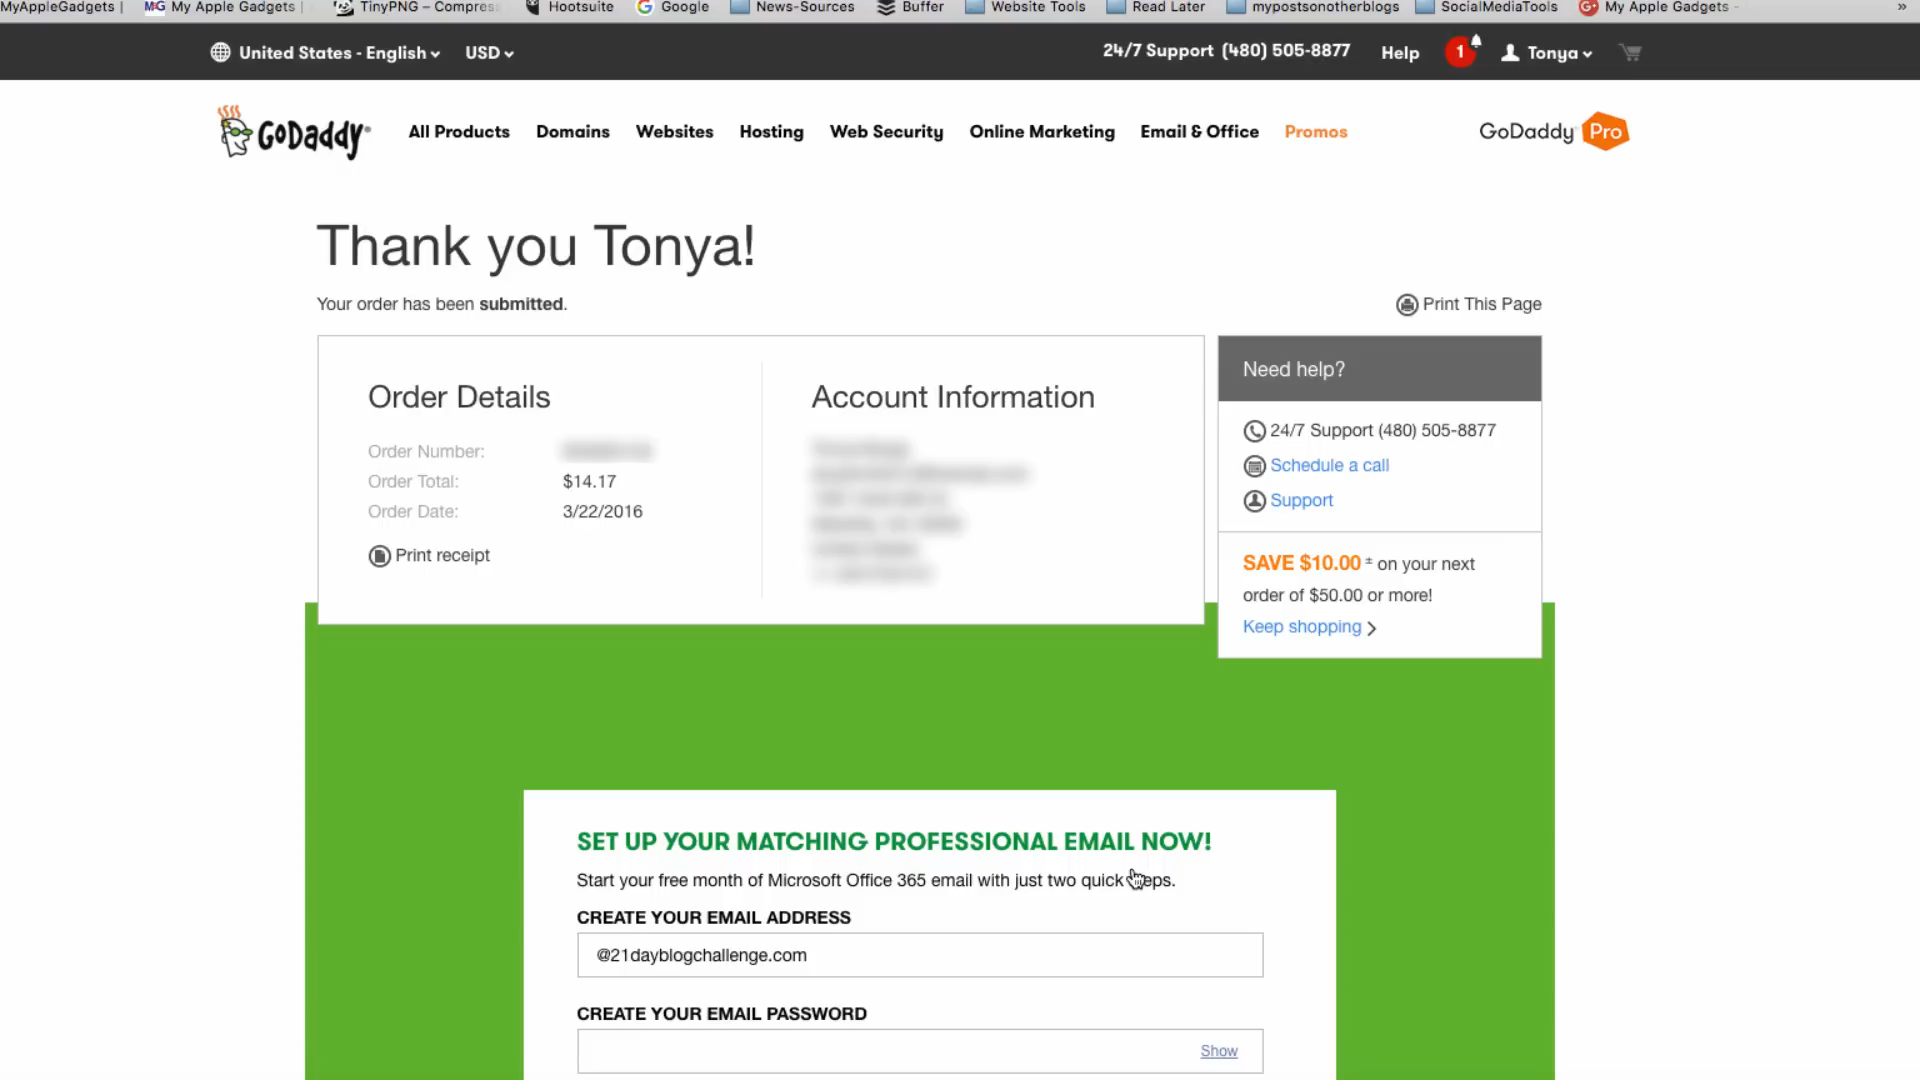 MyAppleGadgets | MG My Apple Gadgets | TinyPNG – Compress Hootsuite Google News-Sources Buffer Website Tools Read Later mypostsonotherblogs SocialMediaTools G+ My Apple Gadgets - »
United States - English USD 24/7 Support (480) 505-8877 Help 1 Tonya
GoDaddy All Products Domains Websites Hosting Web Security Online Marketing Email & Office Promos GoDaddy Pro
Thank you Tonya!
Your order has been submitted.
Print This Page
Order Details
Order Number:
Order Total: $14.17
Order Date: 3/22/2016
Print receipt
Account Information
Need help?
24/7 Support (480) 505-8877
Schedule a call
Support
SAVE $10.00 ± on your next
order of $50.00 or more!
Keep shopping
SET UP YOUR MATCHING PROFESSIONAL EMAIL NOW!
Start your free month of Microsoft Office 365 email with just two quick steps.
CREATE YOUR EMAIL ADDRESS
@21dayblogchallenge.com
CREATE YOUR EMAIL PASSWORD
Show